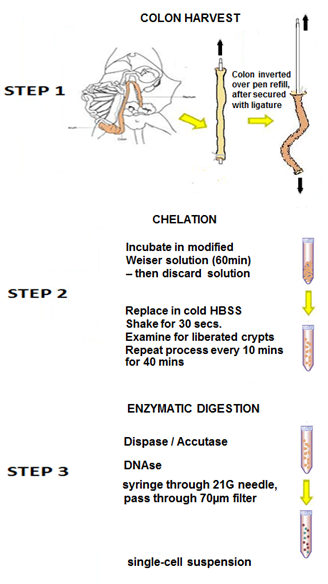 COLON HARVEST
STEP 1
Colon inverted
over pen refill,
after secured
with ligature
CHELATION
Incubate in modified
Weiser solution (60min)
– then discard solution
STEP 2
Replace in cold HBSS
Shake for 30 secs.
Examine for liberated crypts
Repeat process every 10 mins
for 40 mins
ENZYMATIC DIGESTION
Dispase / Accutase
STEP 3
DNAse
syringe through 21G needle,
pass through 70µm filter
single-cell suspension